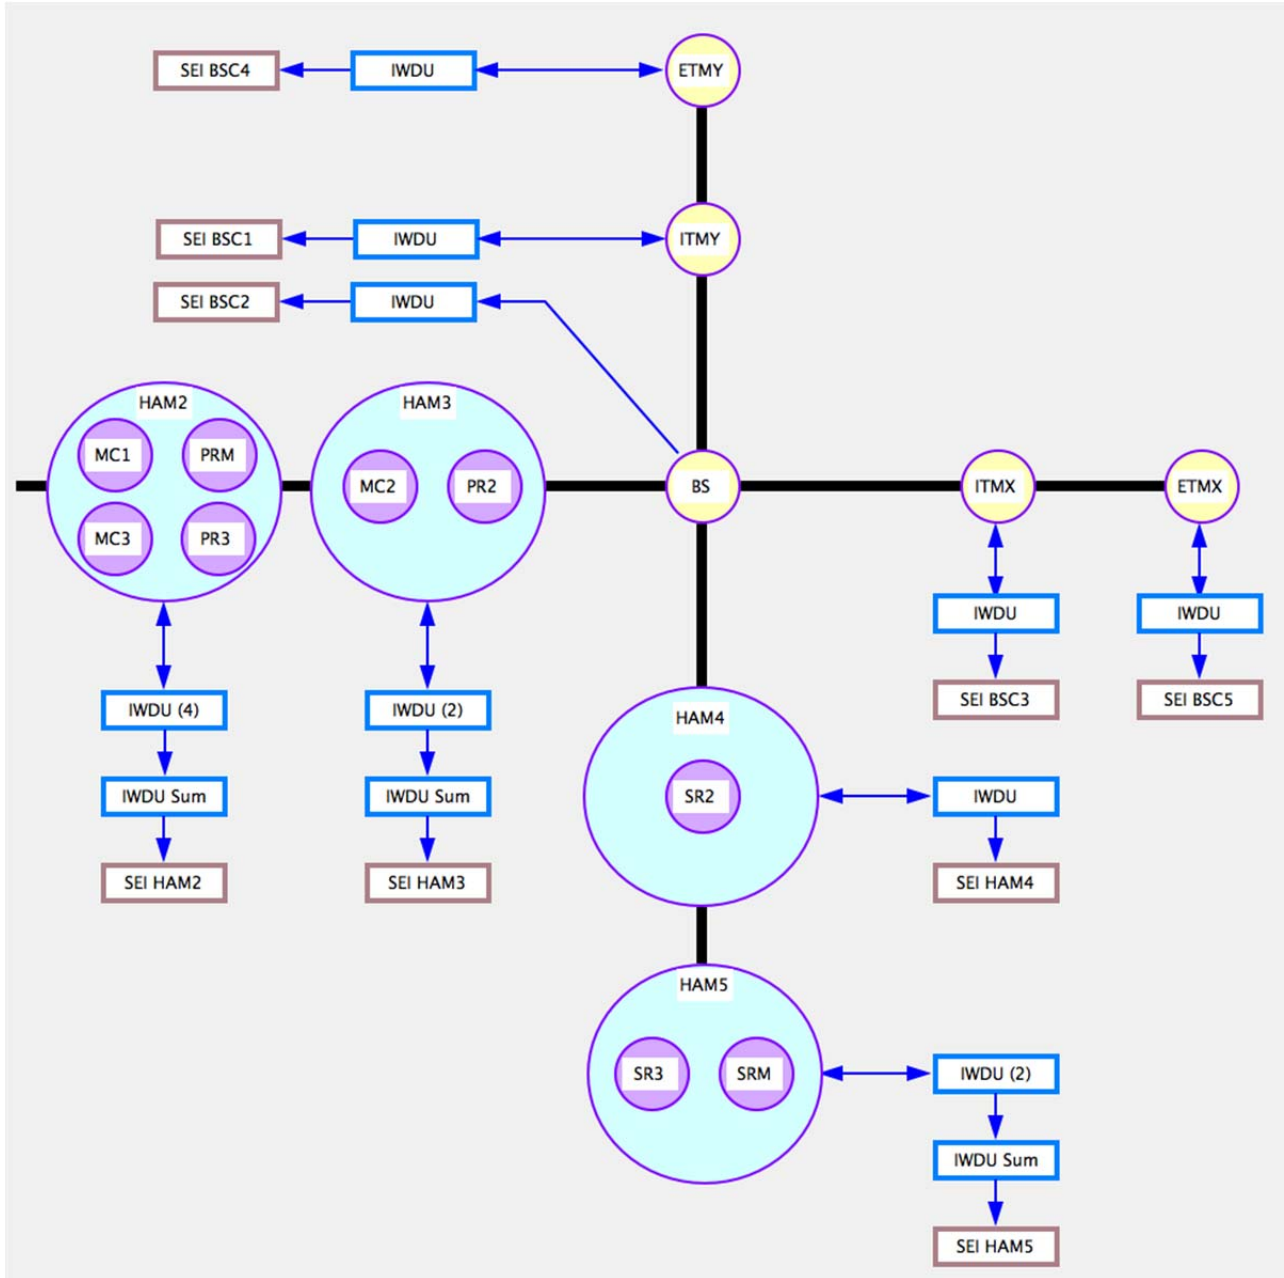 SEI BSC4
IWDU
ETMY
SEI BSC1
IWDU
ITMY
SEI BSC2
IWDU
HAM2
HAM3
MC1
PRM
MC2
PR2
BS
ITMX
ETMX
MC3
PR3
IWDU
IWDU
IWDU (4)
IWDU (2)
HAM4
SEI BSC3
SEI BSC5
IWDU Sum
IWDU Sum
SR2
IWDU
SEI HAM2
SEI HAM3
SEI HAM4
HAM5
SR3
SRM
IWDU (2)
IWDU Sum
SEI HAM5